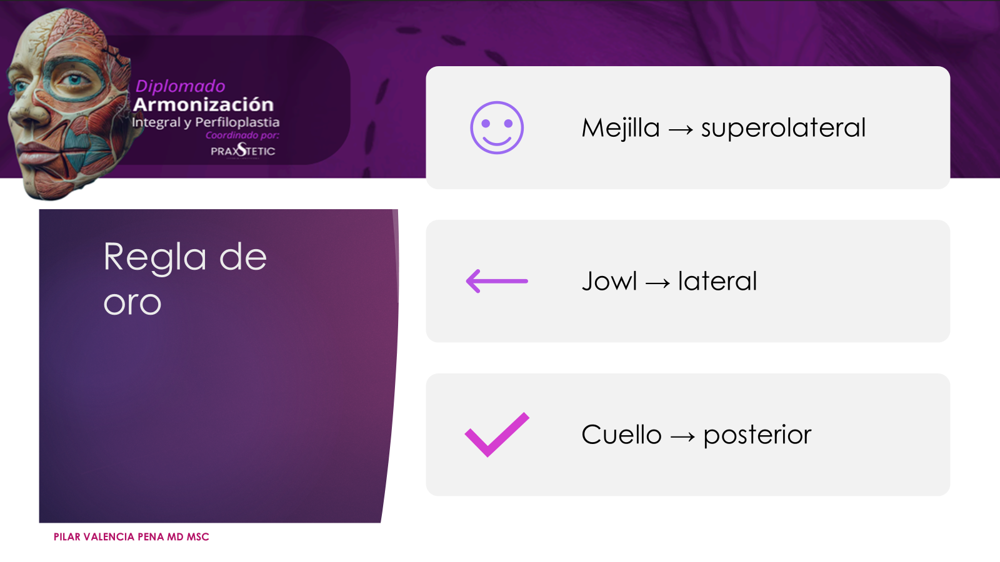 Diplomado
Armonización
Integral y Perfiloplastia
Coordinado por:
PRAXSTETIC
Regla de
oro
Mejilla → superolateral
Jowl → lateral
Cuello → posterior
PILAR VALENCIA PENA MD MSC